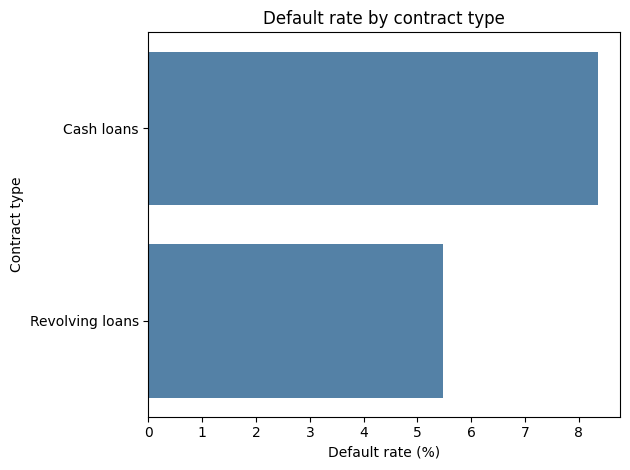 Default rate by contract type
Contract type
Cash loans
Revolving loans
0 1 2 3 4 5 6 7 8
Default rate (%)